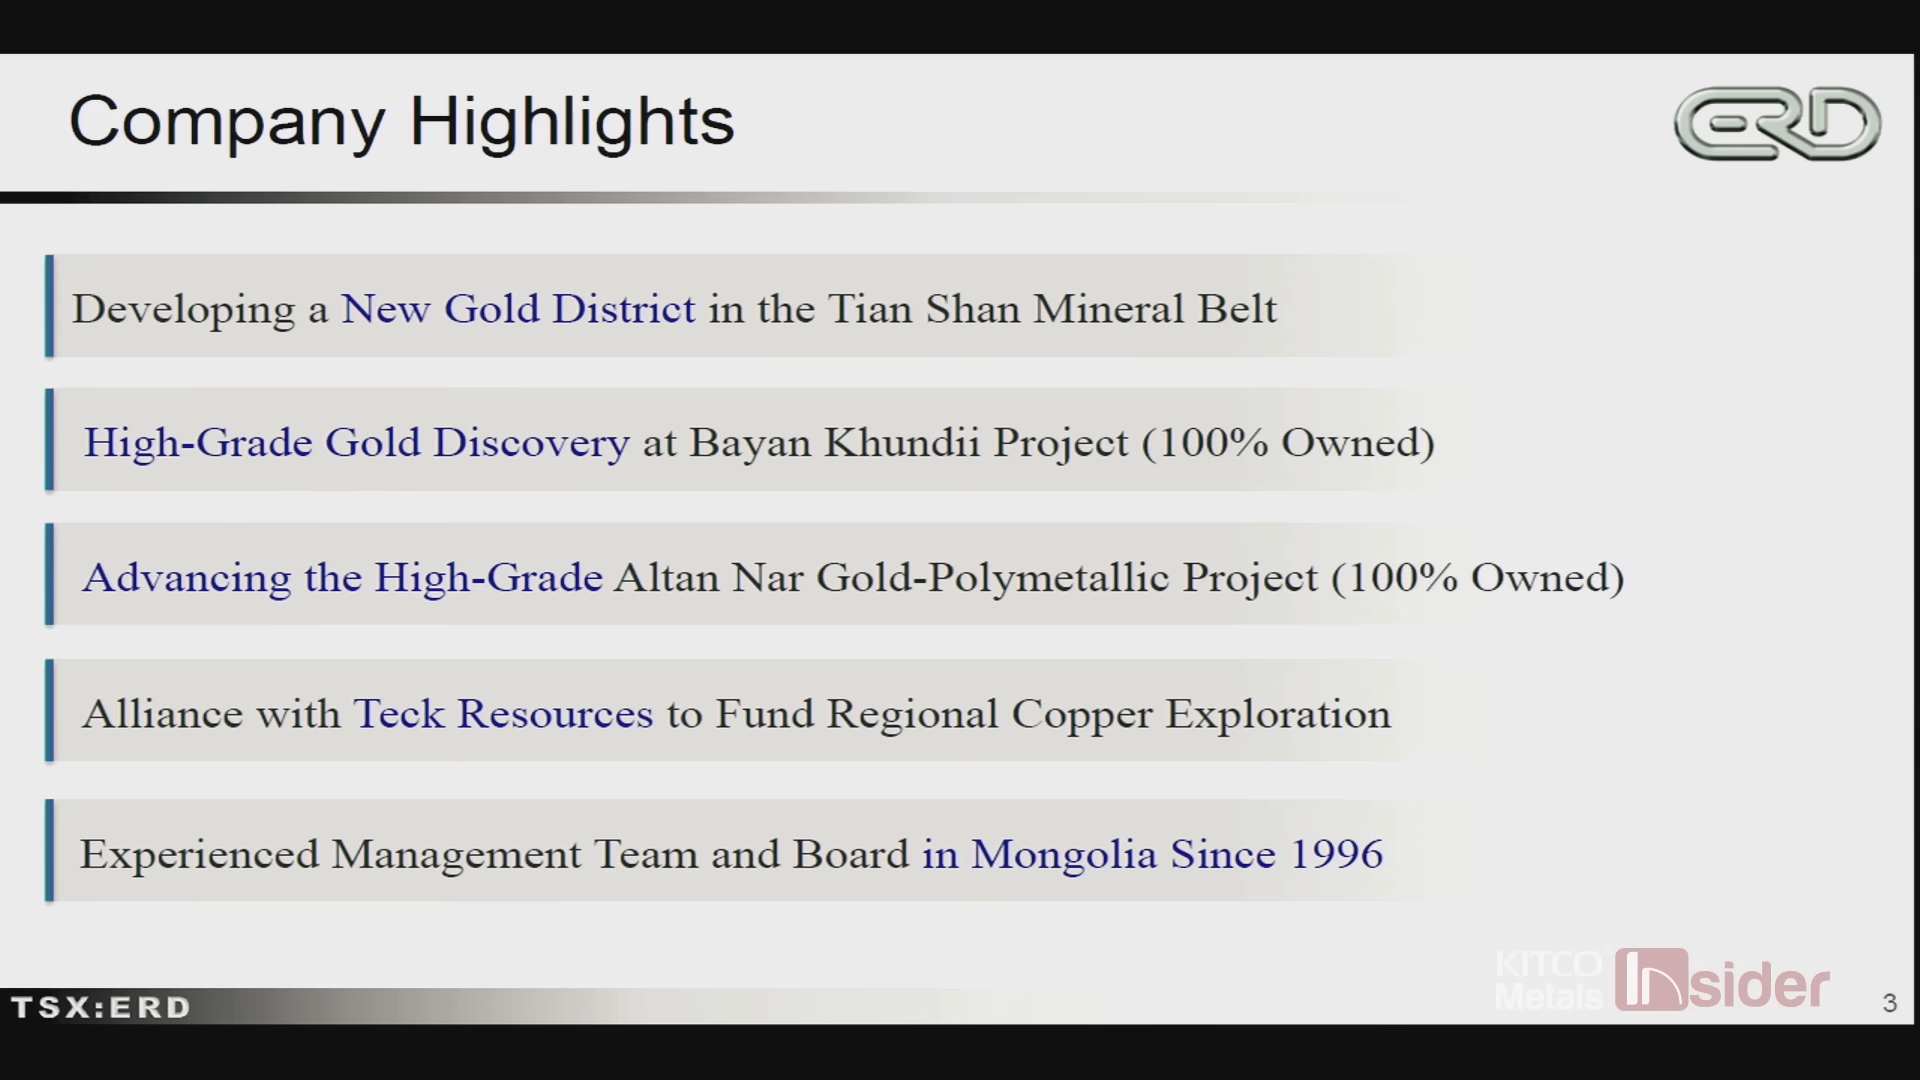 Company Highlights
ERD
Developing a New Gold District in the Tian Shan Mineral Belt
High-Grade Gold Discovery at Bayan Khundii Project (100% Owned)
Advancing the High-Grade Altan Nar Gold-Polymetallic Project (100% Owned)
Alliance with Teck Resources to Fund Regional Copper Exploration
Experienced Management Team and Board in Mongolia Since 1996
KITCO
Metals
Insider
TSX:ERD
3